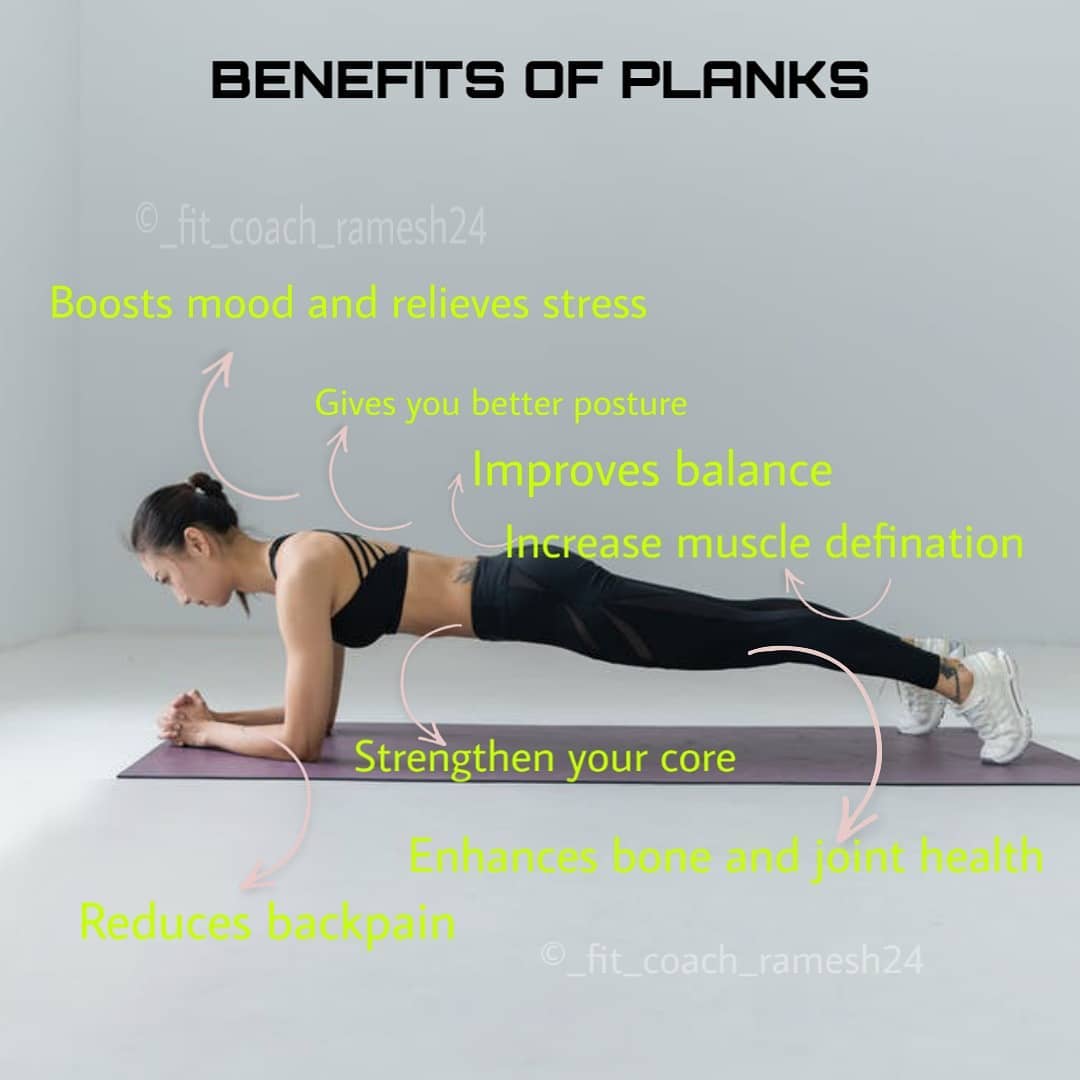 BENEFITS OF PLANKS
©_fit_coach_ramesh24
Boosts mood and relieves stress
Gives you better posture
Improves balance
Increase muscle defination
Strengthen your core
Enhances bone and joint health
Reduces backpain
©_fit_coach_ramesh24